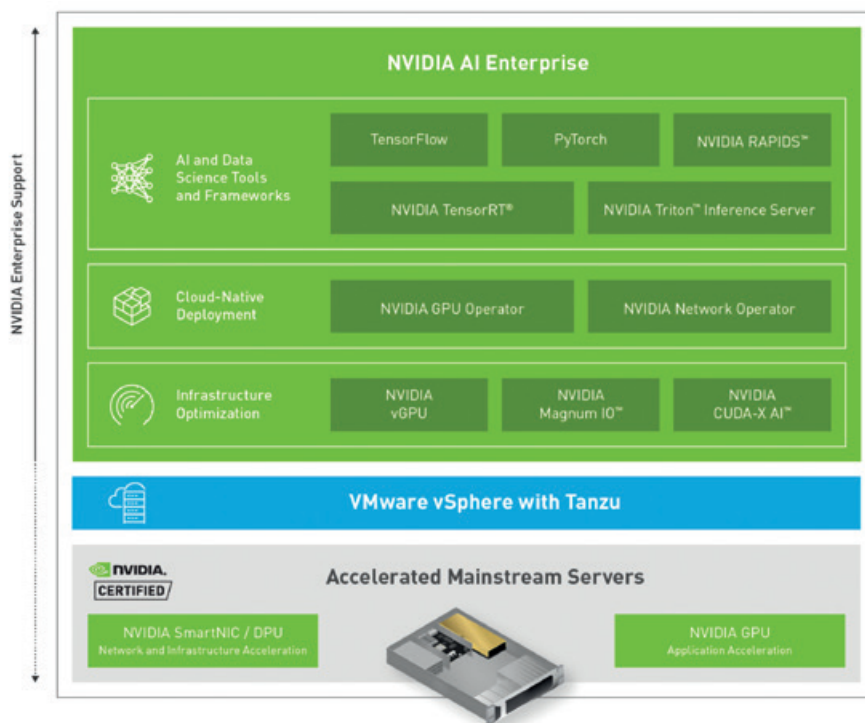 NVIDIA Enterprise Support
NVIDIA AI Enterprise
AI and Data
Science Tools
and Frameworks
TensorFlow
PyTorch
NVIDIA RAPIDS™
NVIDIA TensorRT®
NVIDIA Triton™ Inference Server
Cloud-Native
Deployment
NVIDIA GPU Operator
NVIDIA Network Operator
Infrastructure
Optimization
NVIDIA
vGPU
NVIDIA
Magnum IO™
NVIDIA
CUDA-X AI™
VMware vSphere with Tanzu
NVIDIA.
CERTIFIED
Accelerated Mainstream Servers
NVIDIA SmartNIC / DPU
Network and Infrastructure Acceleration
NVIDIA GPU
Application Acceleration